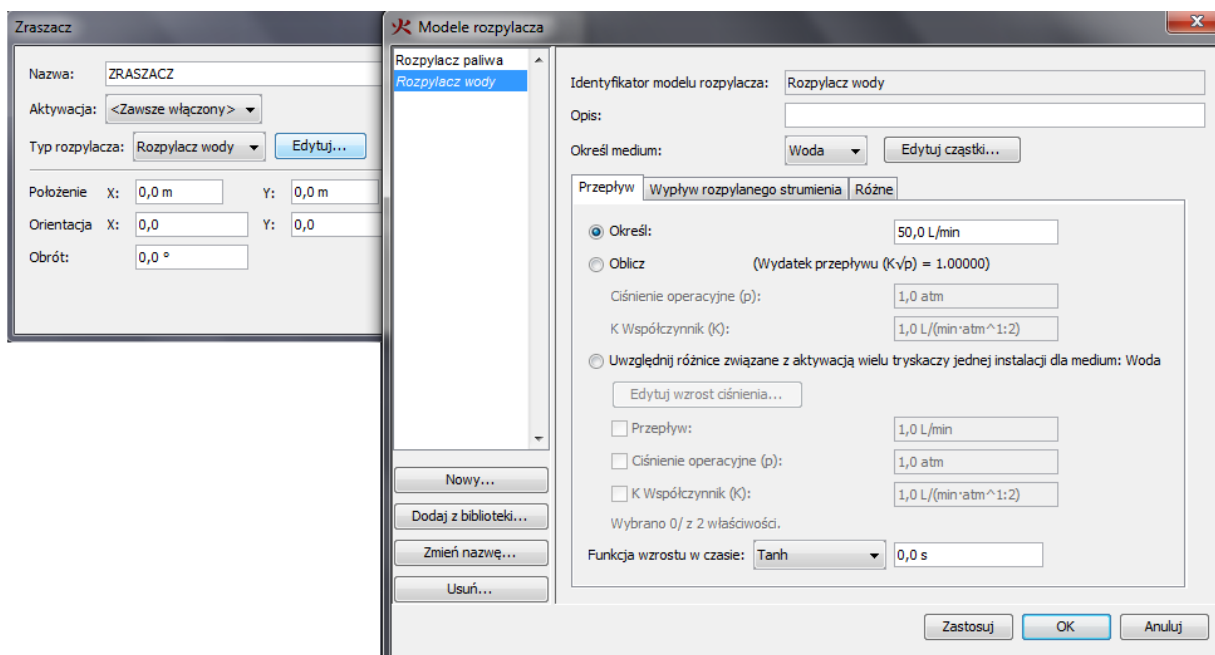 Zraszacz
Nazwa: ZRASZACZ
Aktywacja: <Zawsze włączony>
Typ rozpylacza: Rozpylacz wody Edytuj...
Położenie X: 0,0 m Y: 0,0 m
Orientacja X: 0,0 Y: 0,0
Obrót: 0,0 °
Modele rozpylacza
Rozpylacz paliwa
Rozpylacz wody
Nowy...
Dodaj z biblioteki...
Zmień nazwę...
Usuń...
Identyfikator modelu rozpylacza: Rozpylacz wody
Opis:
Określ medium: Woda Edytuj cząstki...
Przepływ Wypływ rozpylanego strumienia Różne
Określ: 50,0 L/min
Oblicz (Wydatek przepływu (K√p) = 1.00000)
Ciśnienie operacyjne (p): 1,0 atm
K Współczynnik (K): 1,0 L/(min·atm^1:2)
Uwzględnij różnice związane z aktywacją wielu tryskaczy jednej instalacji dla medium: Woda
Edytuj wzrost ciśnienia...
Przepływ: 1,0 L/min
Ciśnienie operacyjne (p): 1,0 atm
K Współczynnik (K): 1,0 L/(min·atm^1:2)
Wybrano 0/ z 2 właściwości.
Funkcja wzrostu w czasie: Tanh 0,0 s
Zastosuj OK Anuluj